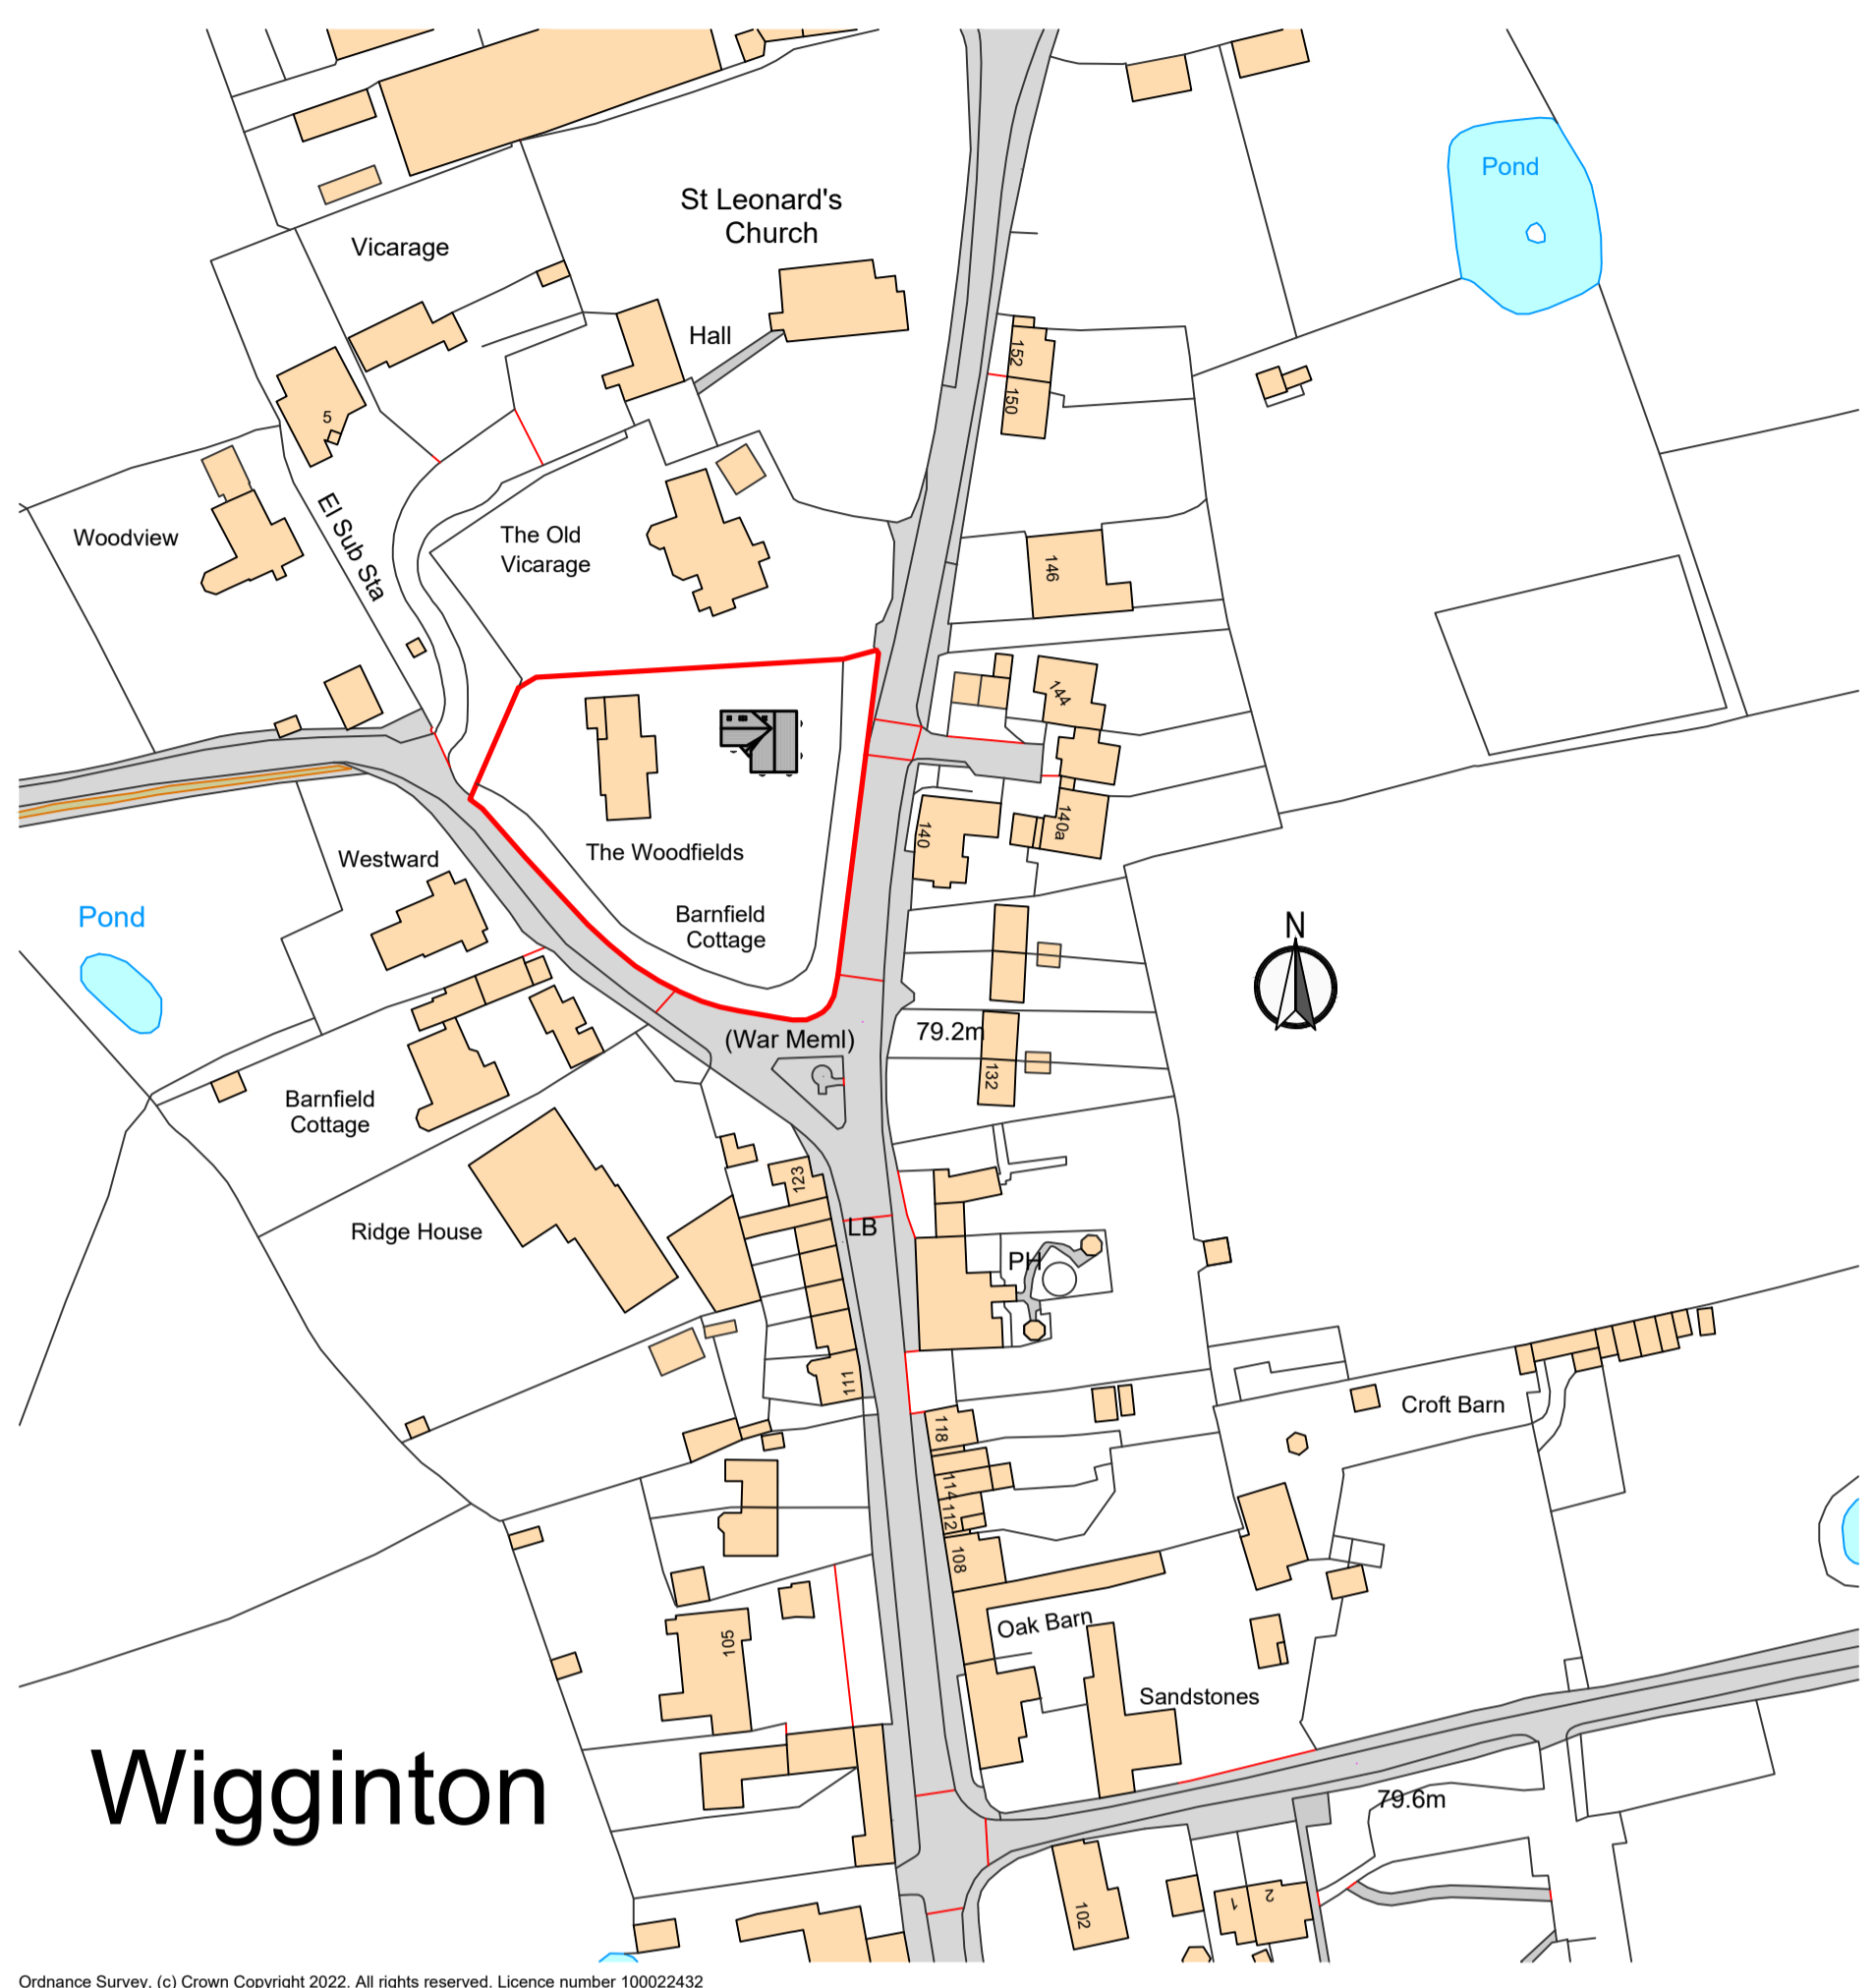 Pond
St Leonard's
Church
Vicarage
Hall
152
150
5
El Sub Sta
Woodview
The Old
Vicarage
146
144
140
140a
Westward
The Woodfields
Pond
Barnfield
Cottage
N
(War Meml)
79.2m
132
Barnfield
Cottage
123
Ridge House
LB
PH
111
118
Croft Barn
114
112
108
Oak Barn
105
Sandstones
Wigginton
79.6m
102
1
2
Ordnance Survey, (c) Crown Copyright 2022. All rights reserved. Licence number 100022432